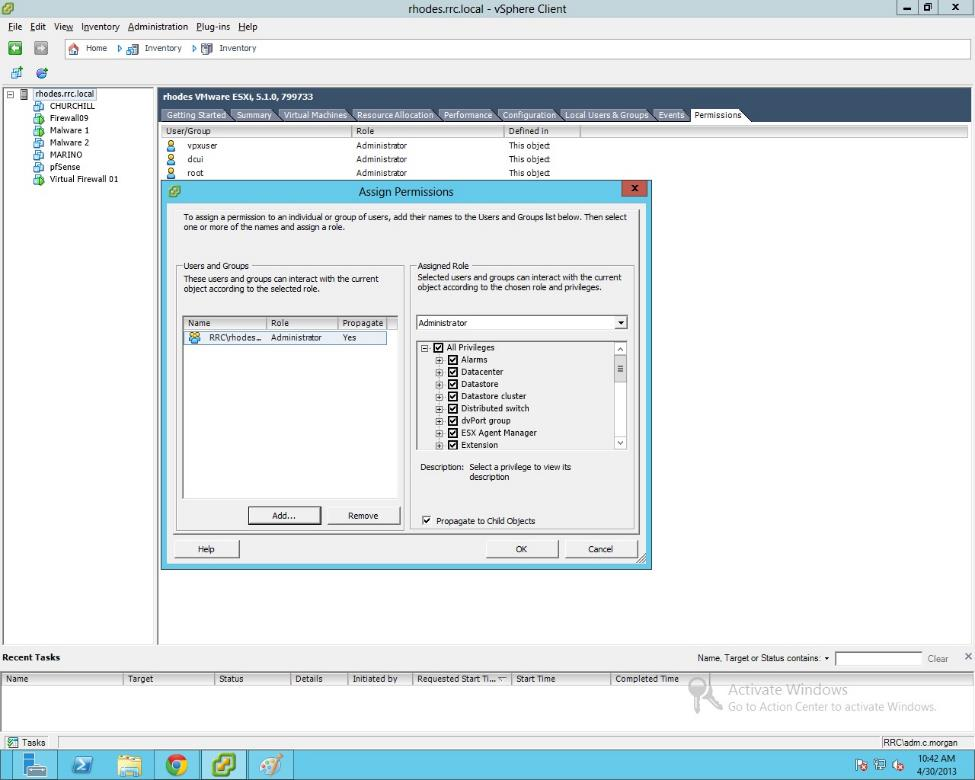 rhodes.rrc.local - vSphere Client
File Edit View Inventory Administration Plug-ins Help
Home Inventory Inventory
rhodes.rrc.local
CHURCHILL
Firewall09
Malware 1
Malware 2
MARINO
pfSense
Virtual Firewall 01
rhodes VMware ESXi, 5.1.0, 799733
Getting Started Summary Virtual Machines Resource Allocation Performance Configuration Local Users & Groups Events Permissions
User/Group Role Defined in
vpxuser Administrator This object
dcui Administrator This object
root Administrator This object
Assign Permissions
x
To assign a permission to an individual or group of users, add their names to the Users and Groups list below. Then select
one or more of the names and assign a role.
Users and Groups
These users and groups can interact with the current
object according to the selected role.
Name Role Propagate
RRC\rhodes... Administrator Yes
Add... Remove
Assigned Role
Selected users and groups can interact with the current
object according to the chosen role and privileges.
Administrator
All Privileges
Alarms
Datacenter
Datastore
Datastore cluster
Distributed switch
dvPort group
ESX Agent Manager
Extension
Description: Select a privilege to view its
description
Propagate to Child Objects
Help OK Cancel
Recent Tasks
Name, Target or Status contains: Clear
Name Target Status Details Initiated by Requested Start Ti... Start Time Completed Time
Activate Windows
Go to Action Center to activate Windows.
Tasks
RRC\adm.c.morgan
10:42 AM
4/30/2013